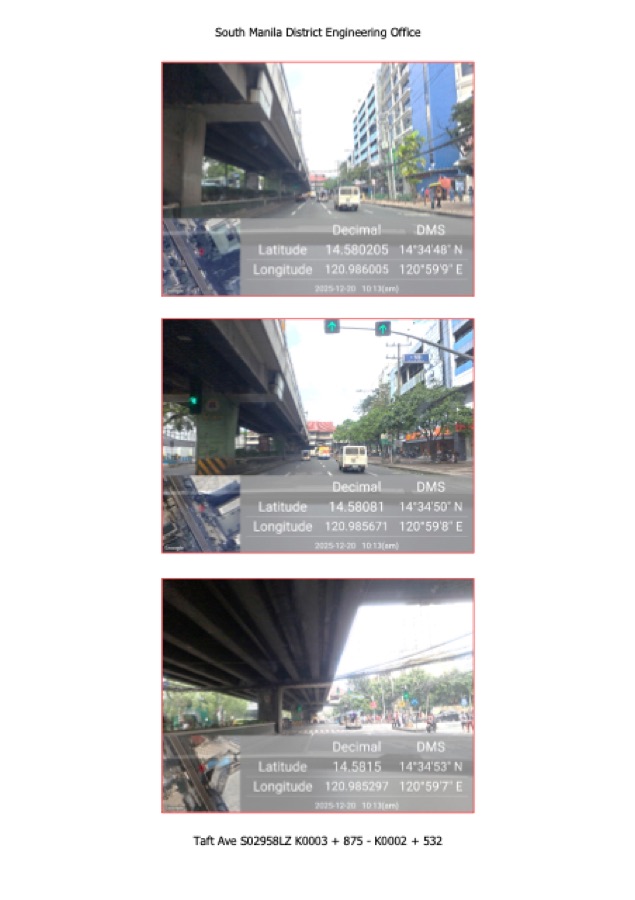 South Manila District Engineering Office
Decimal DMS
Latitude 14.580205 14°34'48" N
Longitude 120.986005 120°59'9" E
2025-12-20 10:13(am)
Decimal DMS
Latitude 14.58081 14°34'50" N
Longitude 120.985671 120°59'8" E
Google
2025-12-20 10:13(am)
Decimal DMS
Latitude 14.5815 14°34'53" N
Longitude 120.985297 120°59'7" E
2025-12-20 10:13(am)
Taft Ave S02958LZ K0003 + 875 - K0002 + 532